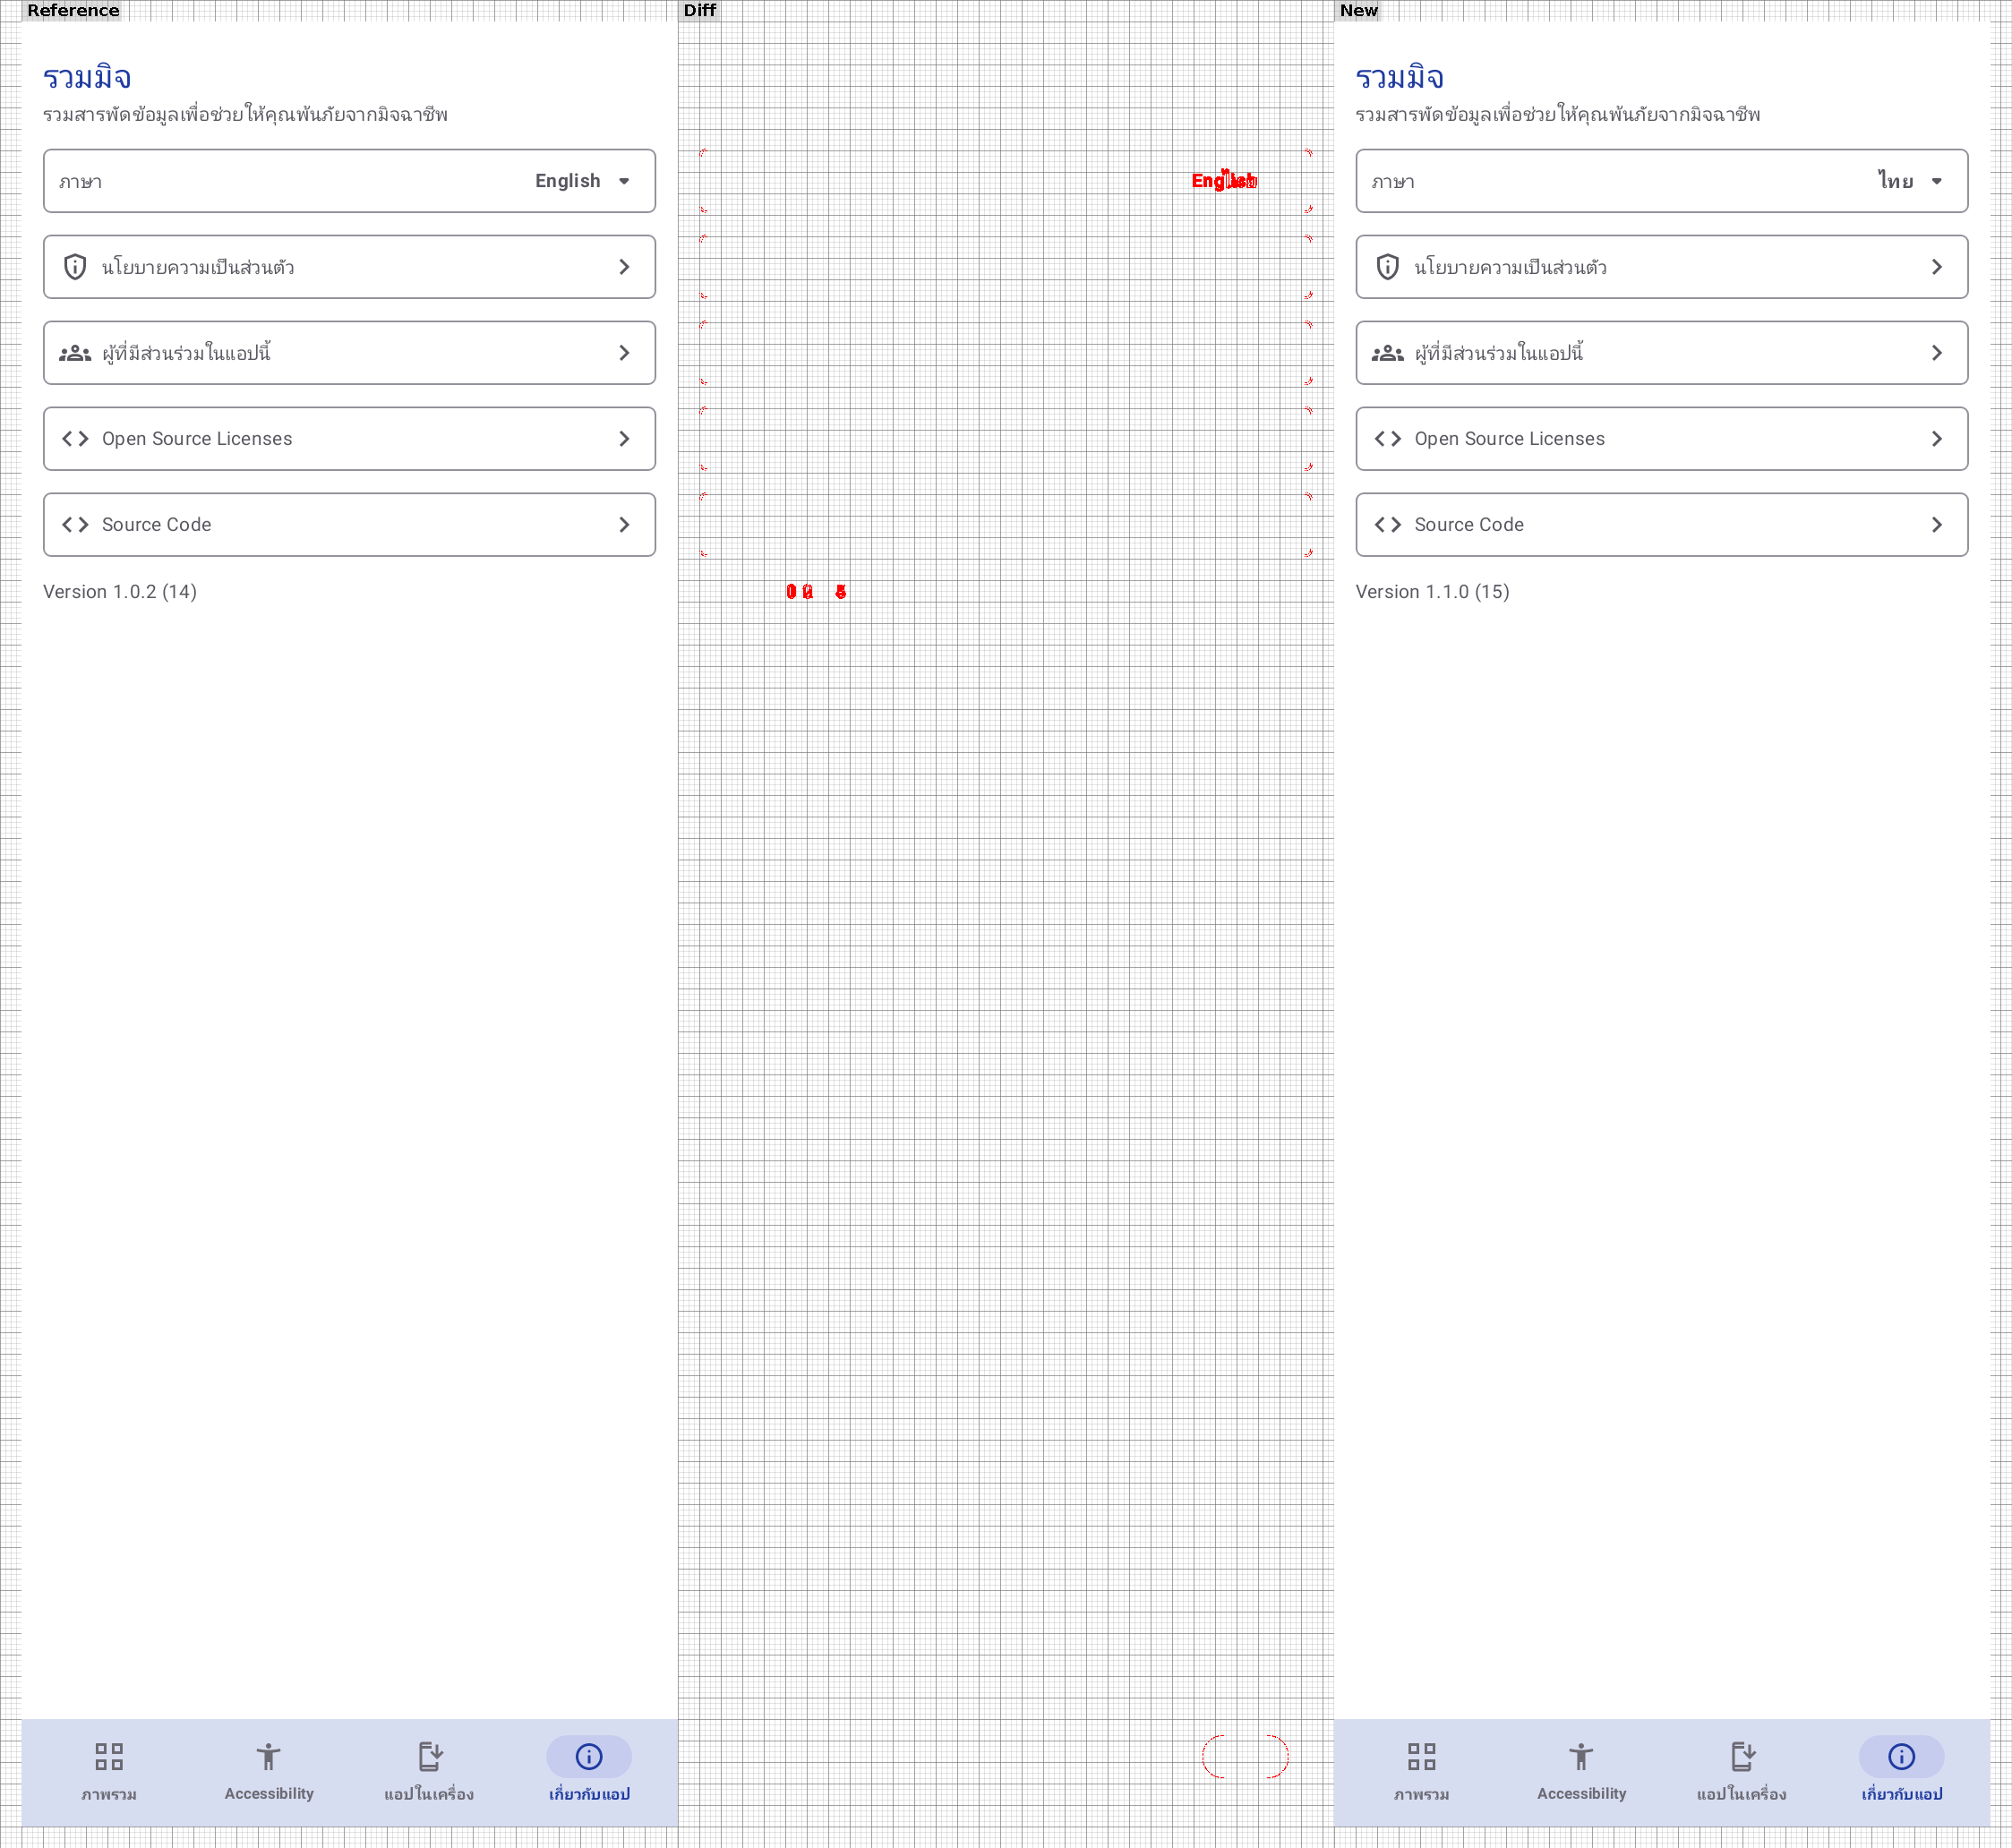 Reference
Diff
New
รวมมิจ
รวมสารพัดข้อมูลเพื่อช่วยให้คุณพ้นภัยจากมิจฉาชีพ
ภาษา English
นโยบายความเป็นส่วนตัว
ผู้ที่มีส่วนร่วมในแอปนี้
Open Source Licenses
Source Code
Version 1.0.2 (14)
ภาพรวม
Accessibility
แอปในเครื่อง
เกี่ยวกับแอป
English
รวมมิจ
รวมสารพัดข้อมูลเพื่อช่วยให้คุณพ้นภัยจากมิจฉาชีพ
ภาษา ไทย
นโยบายความเป็นส่วนตัว
ผู้ที่มีส่วนร่วมในแอปนี้
Open Source Licenses
Source Code
Version 1.1.0 (15)
ภาพรวม
Accessibility
แอปในเครื่อง
เกี่ยวกับแอป